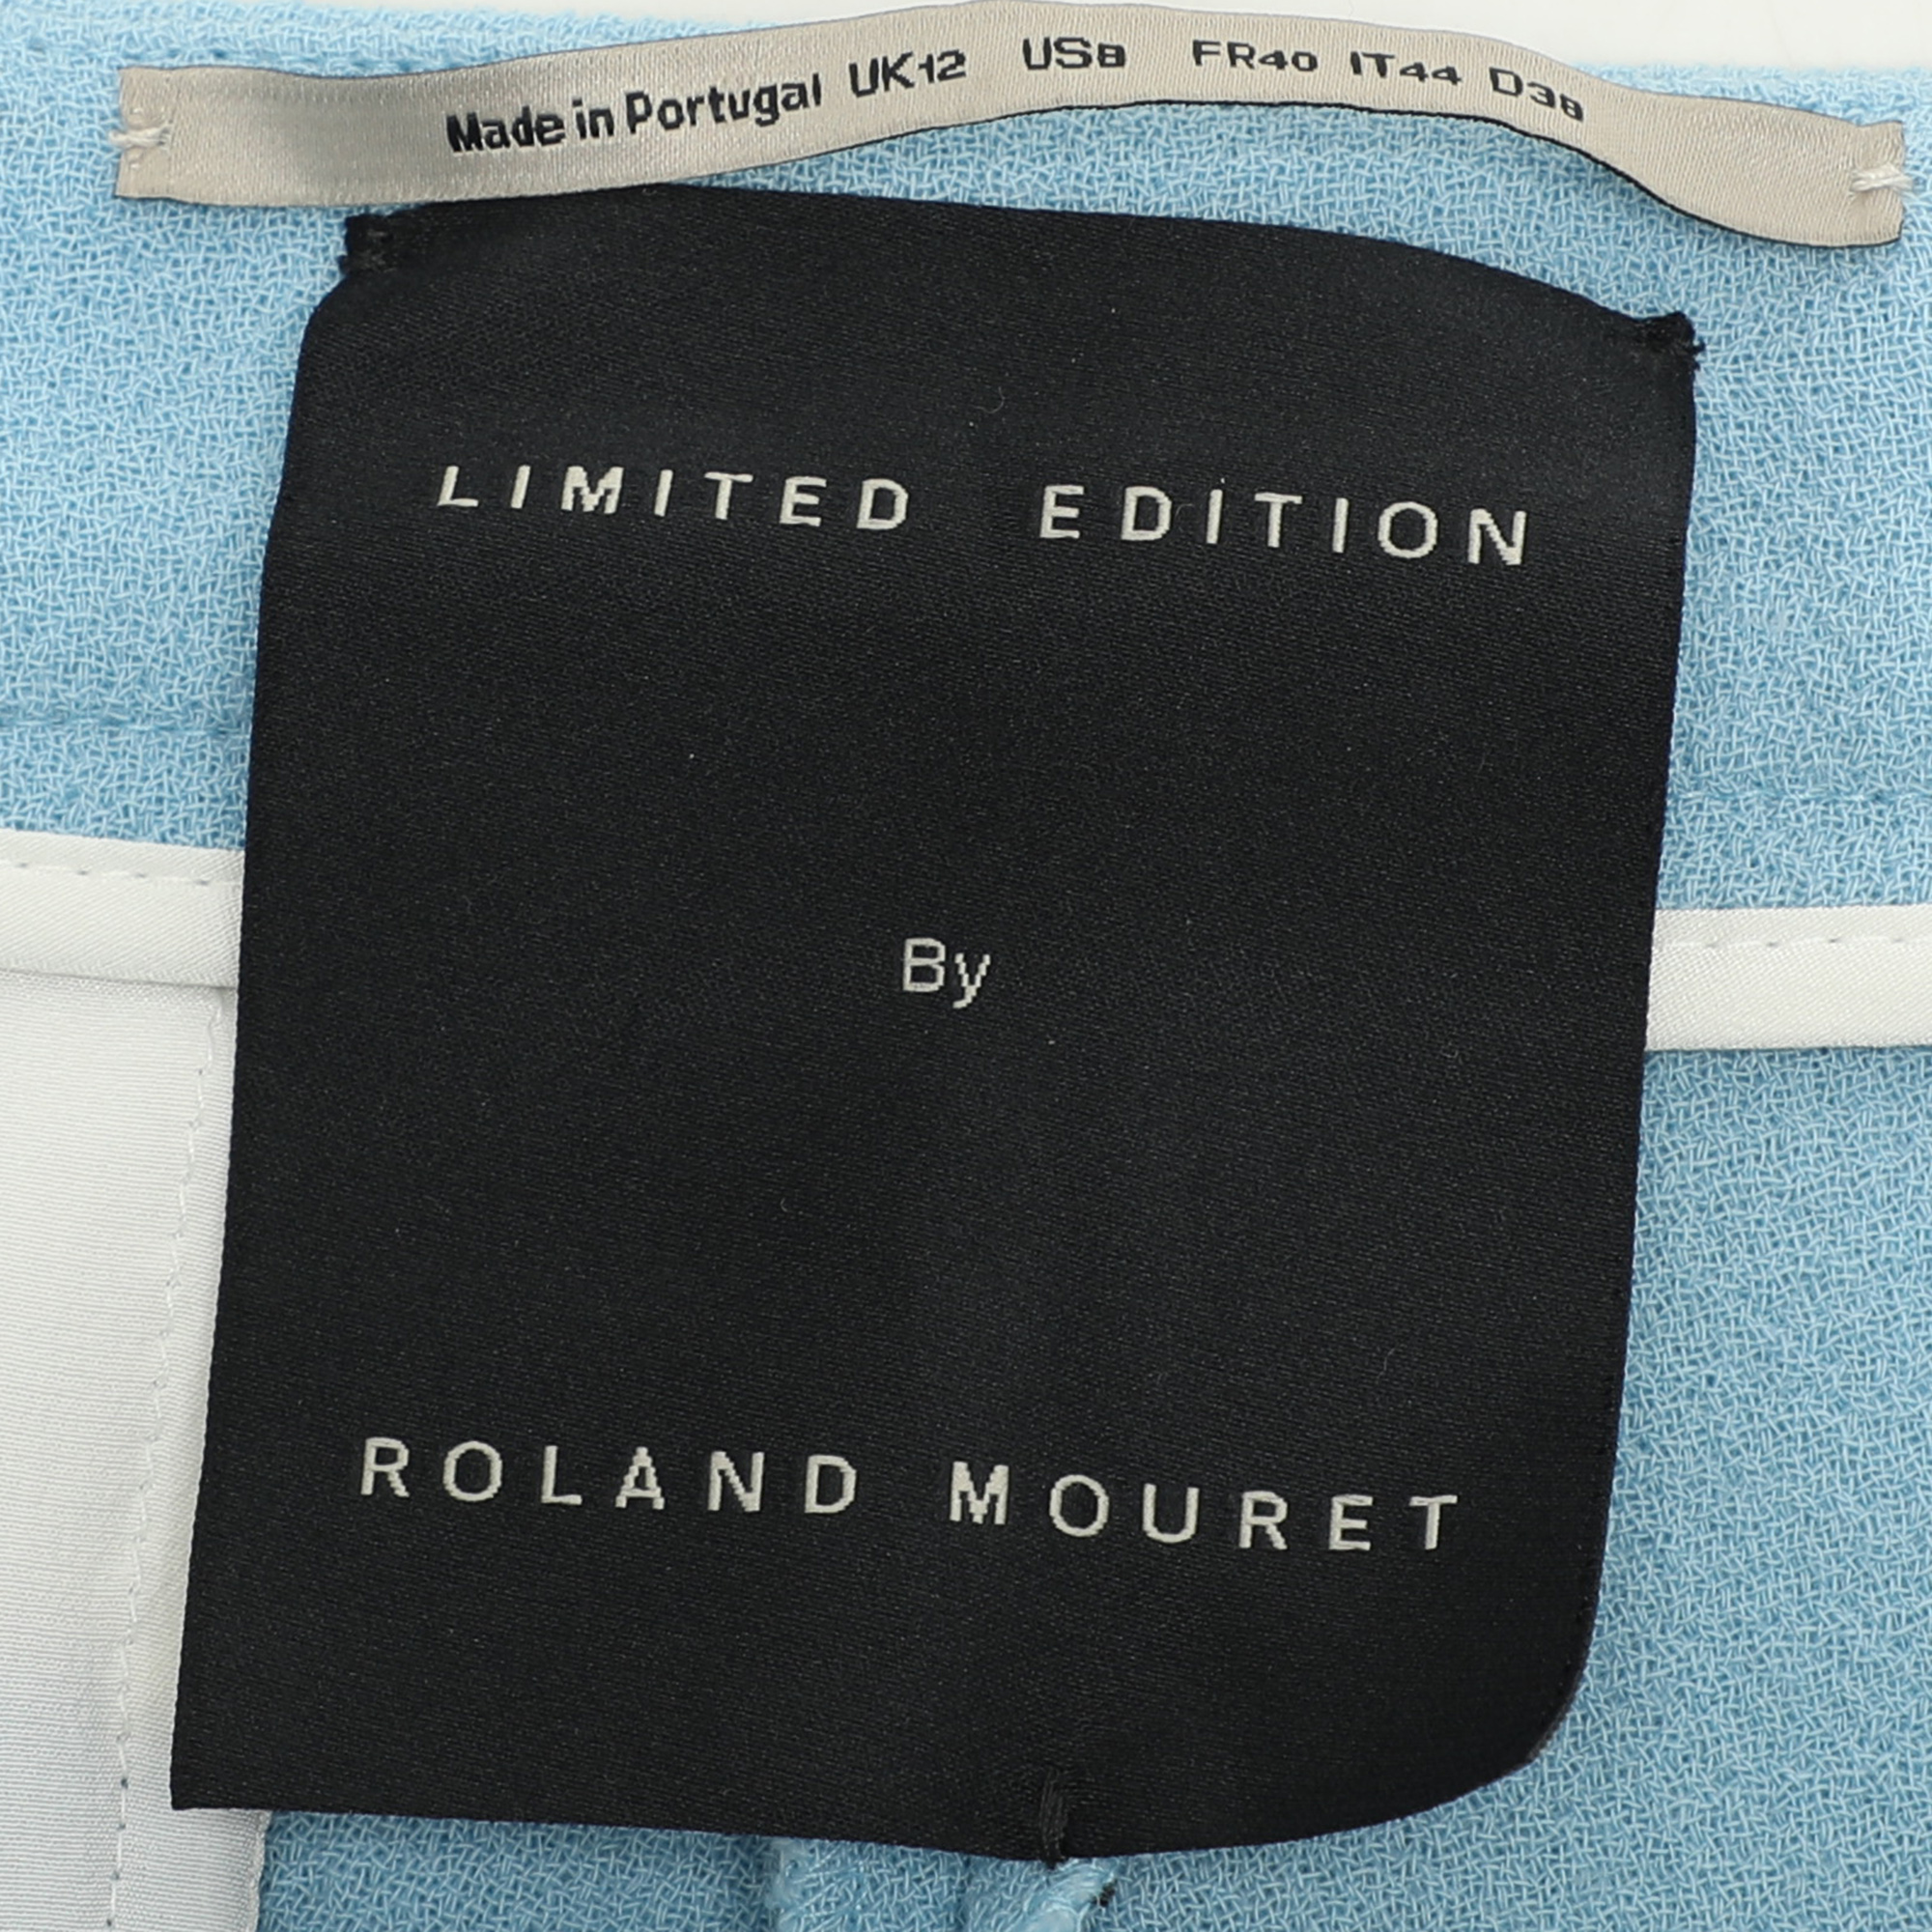 Made in Portugal UK12 US8 FR40 IT44 D38
LIMITED EDITION
By
ROLAND MOURET